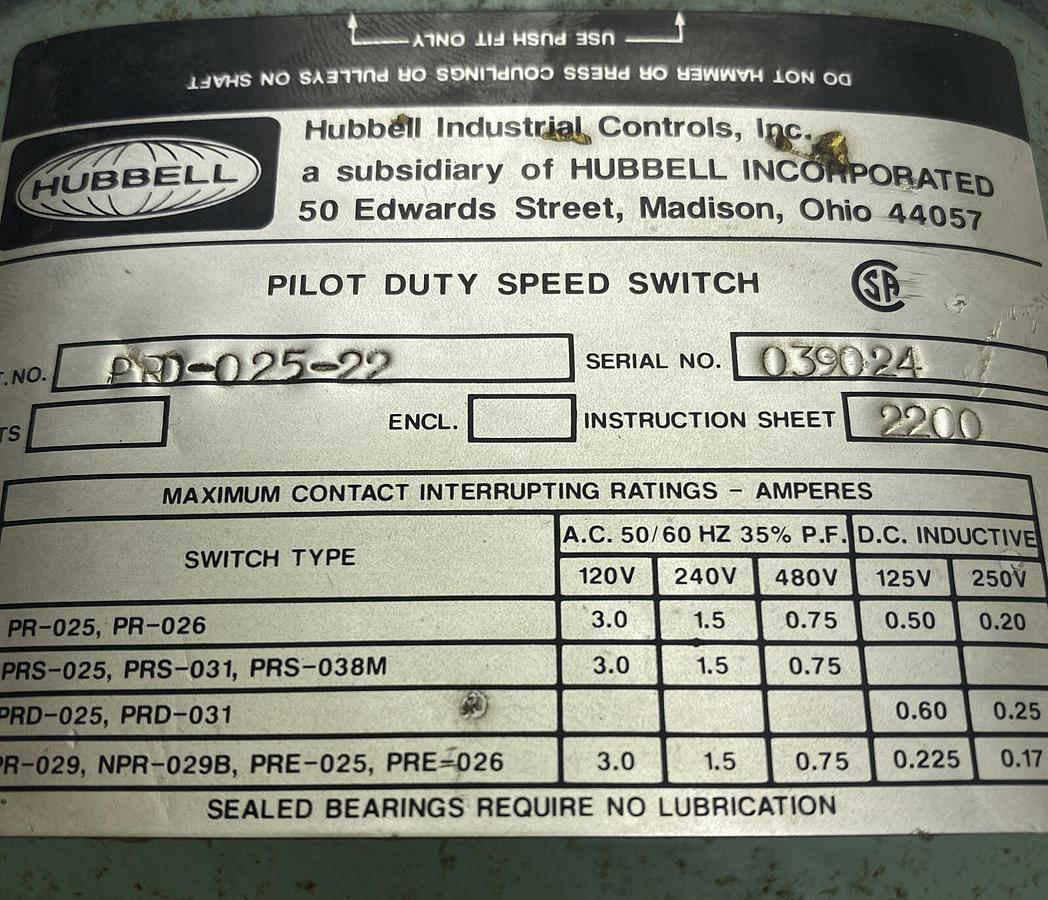 USE PUSH FIT ONLY
DO NOT HAMMER OR PRESS COUPLINGS OR PULLEYS ON SHAFT
HUBBELL
Hubbell Industrial Controls, Inc.
a subsidiary of HUBBELL INCORPORATED
50 Edwards Street, Madison, Ohio 44057
PILOT DUTY SPEED SWITCH SA
T.NO. PRD-025-22 SERIAL NO. 039024
TS ENCL. INSTRUCTION SHEET 2200
MAXIMUM CONTACT INTERRUPTING RATINGS - AMPERES
SWITCH TYPE A.C. 50/60 HZ 35% P.F. D.C. INDUCTIVE
120V 240V 480V 125V 250V
PR-025, PR-026 3.0 1.5 0.75 0.50 0.20
PRS-025, PRS-031, PRS-038M 3.0 1.5 0.75
PRD-025, PRD-031 0.60 0.25
PR-029, NPR-029B, PRE-025, PRE-026 3.0 1.5 0.75 0.225 0.17
SEALED BEARINGS REQUIRE NO LUBRICATION